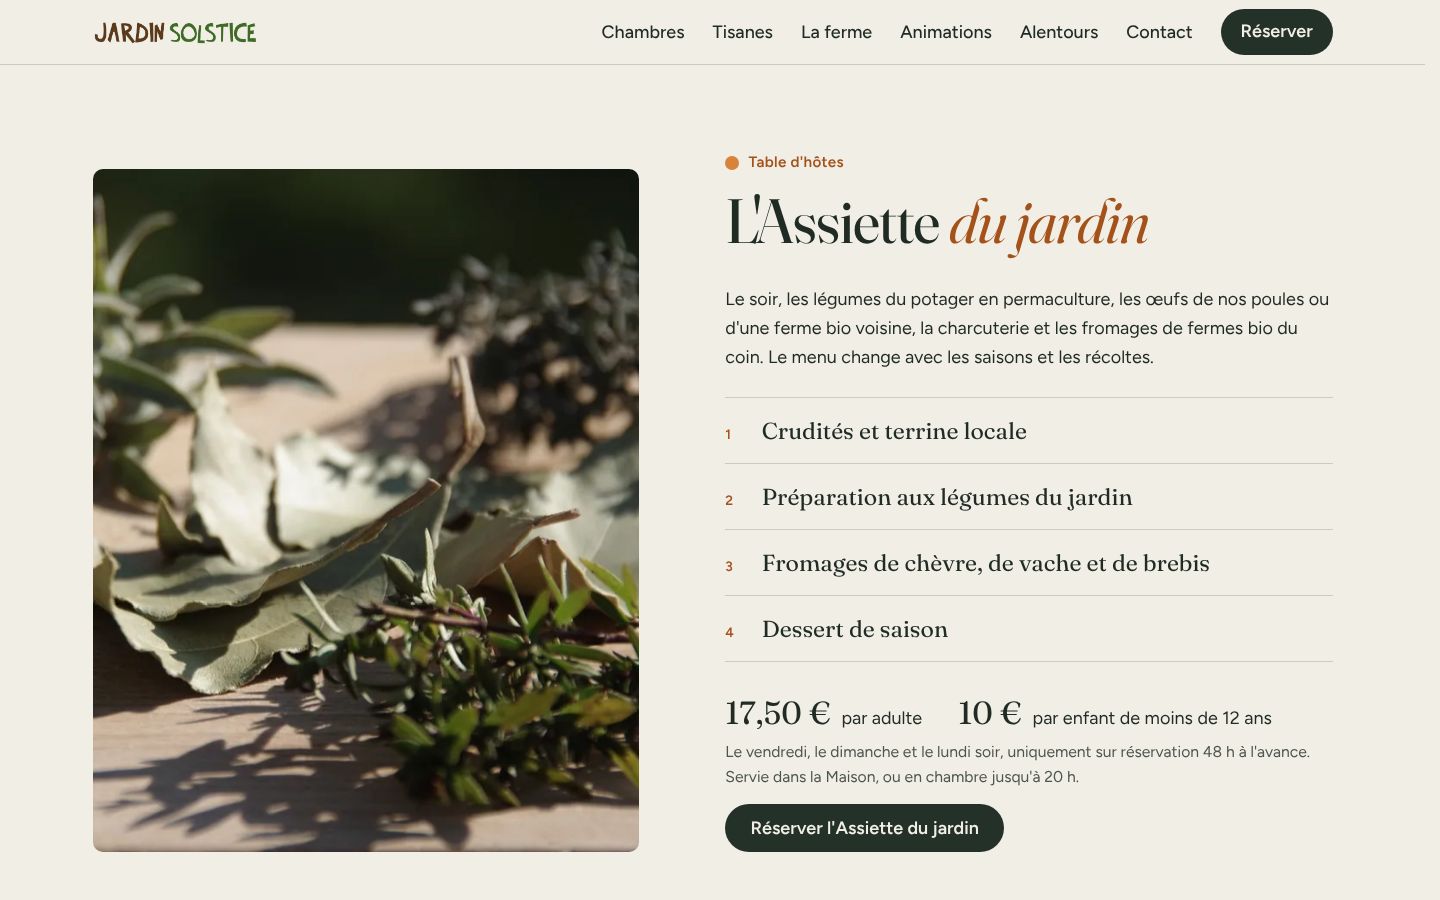 JARDIN SOLSTICE
Chambres
Tisanes
La ferme
Animations
Alentours
Contact
Réserver
Table d'hôtes
L'Assiette du jardin
Le soir, les légumes du potager en permaculture, les œufs de nos poules ou
d'une ferme bio voisine, la charcuterie et les fromages de fermes bio du
coin. Le menu change avec les saisons et les récoltes.
1 Crudités et terrine locale
2 Préparation aux légumes du jardin
3 Fromages de chèvre, de vache et de brebis
4 Dessert de saison
17,50 € par adulte 10 € par enfant de moins de 12 ans
Le vendredi, le dimanche et le lundi soir, uniquement sur réservation 48 h à l'avance.
Servie dans la Maison, ou en chambre jusqu'à 20 h.
Réserver l'Assiette du jardin